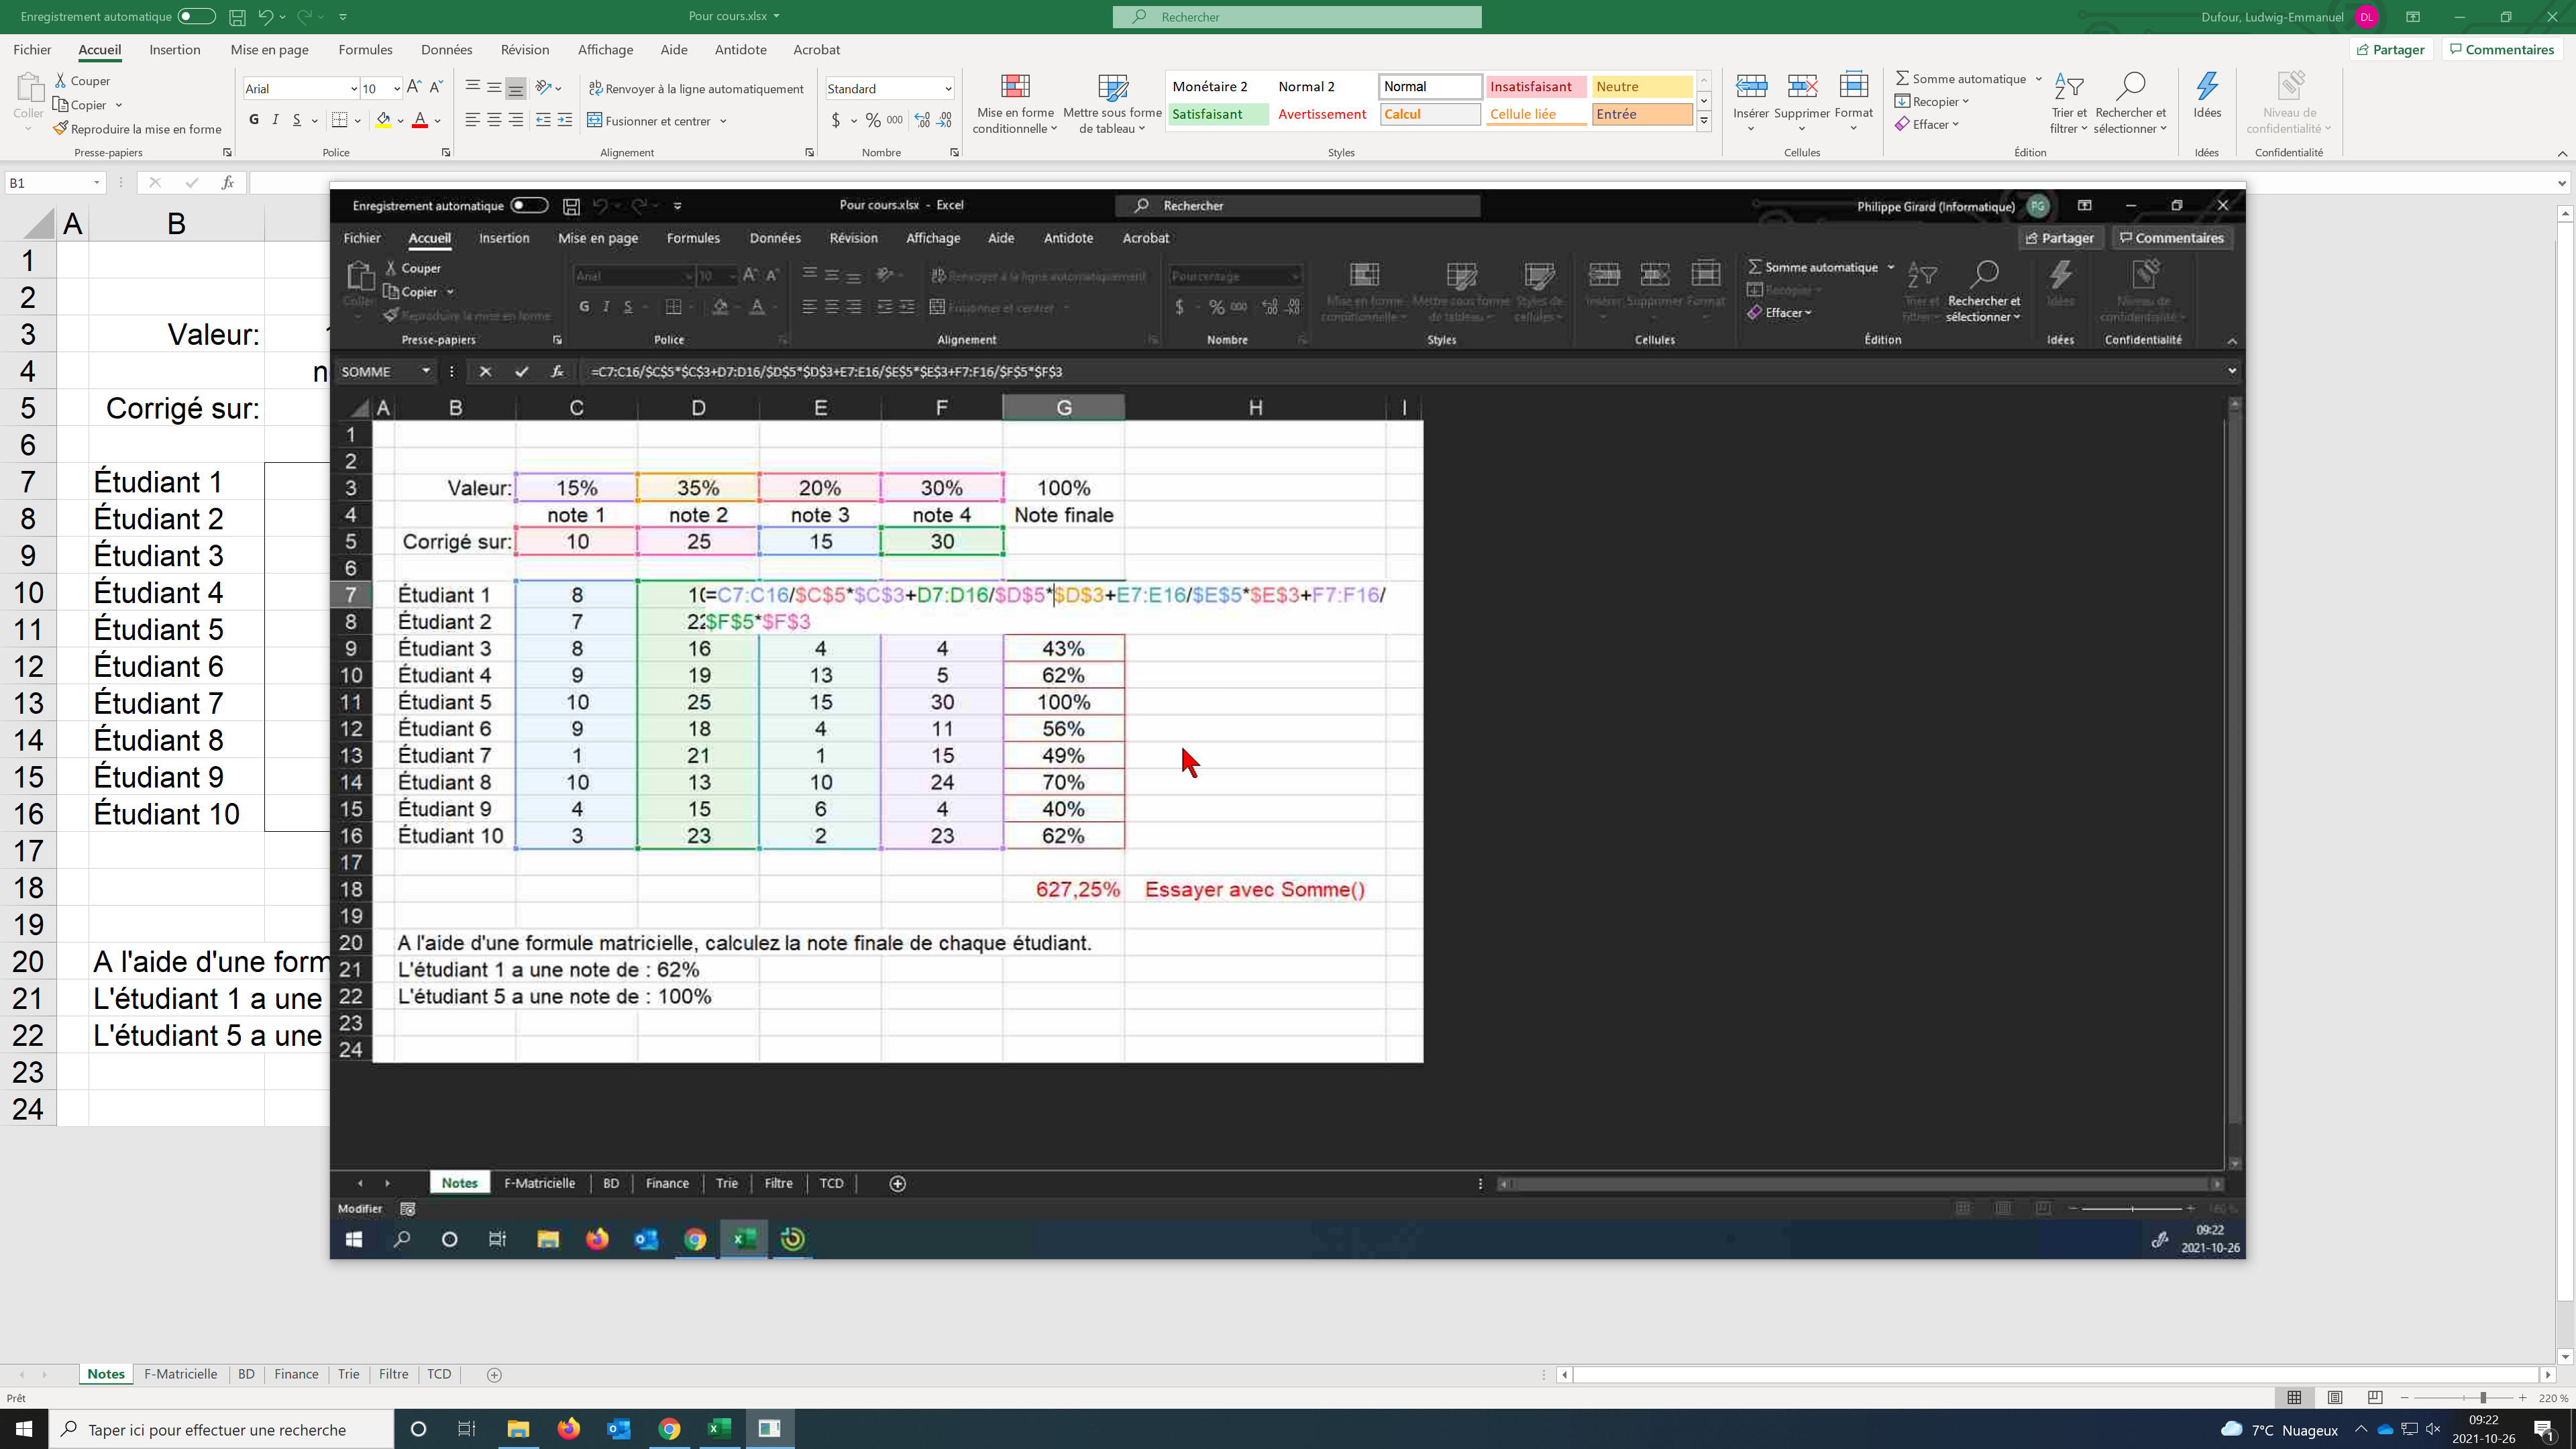 Enregistrement automatique
Pour cours.xlsx
Rechercher
Dufour, Ludwig-Emmanuel
DL
Fichier Accueil Insertion Mise en page Formules Données Révision Affichage Aide Antidote Acrobat
Partager
Commentaires
Coller
Couper
Copier
Reproduire la mise en forme
Presse-papiers
Arial 10
G I S
Police
Renvoyer à la ligne automatiquement
Fusionner et centrer
Alignement
Standard
$ % 000
Nombre
Mise en forme conditionnelle
Mettre sous forme de tableau
Monétaire 2 Normal 2 Normal Insatisfaisant Neutre
Satisfaisant Avertissement Calcul Cellule liée Entrée
Styles
Insérer Supprimer Format
Cellules
Somme automatique
Recopier
Effacer
Trier et filtrer
Rechercher et sélectionner
Édition
Idées
Idées
Niveau de confidentialité
Confidentialité
B1
fx
A B
1
2
3 Valeur:
4 n
5 Corrigé sur:
6
7 Étudiant 1
8 Étudiant 2
9 Étudiant 3
10 Étudiant 4
11 Étudiant 5
12 Étudiant 6
13 Étudiant 7
14 Étudiant 8
15 Étudiant 9
16 Étudiant 10
17
18
19
20 A l'aide d'une form
21 L'étudiant 1 a une
22 L'étudiant 5 a une
23
24
Enregistrement automatique
Pour cours.xlsx - Excel
Rechercher
Philippe Girard (Informatique)
PG
Fichier Accueil Insertion Mise en page Formules Données Révision Affichage Aide Antidote Acrobat
Partager
Commentaires
Coller
Couper
Copier
Reproduire la mise en forme
Presse-papiers
Arial 10
G I S
Police
Renvoyer à la ligne automatiquement
Fusionner et centrer
Alignement
Pourcentage
$ % 000
Nombre
Mise en forme conditionnelle
Mettre sous forme de tableau
Styles de cellules
Styles
Insérer Supprimer Format
Cellules
Somme automatique
Recopier
Effacer
Trier et filtrer
Rechercher et sélectionner
Édition
Idées
Idées
Niveau de confidentialité
Confidentialité
SOMME
fx
=C7:C16/$C$5*$C$3+D7:D16/$D$5*$D$3+E7:E16/$E$5*$E$3+F7:F16/$F$5*$F$3
A B C D E F G H I
1
2
3 Valeur: 15% 35% 20% 30% 100%
4 note 1 note 2 note 3 note 4 Note finale
5 Corrigé sur: 10 25 15 30
6
7 Étudiant 1 8 10 =C7:C16/$C$5*$C$3+D7:D16/$D$5*$D$3+E7:E16/$E$5*$E$3+F7:F16/
8 Étudiant 2 7 22 $F$5*$F$3
9 Étudiant 3 8 16 4 4 43%
10 Étudiant 4 9 19 13 5 62%
11 Étudiant 5 10 25 15 30 100%
12 Étudiant 6 9 18 4 11 56%
13 Étudiant 7 1 21 1 15 49%
14 Étudiant 8 10 13 10 24 70%
15 Étudiant 9 4 15 6 4 40%
16 Étudiant 10 3 23 2 23 62%
17
18 627,25% Essayer avec Somme()
19
20 A l'aide d'une formule matricielle, calculez la note finale de chaque étudiant.
21 L'étudiant 1 a une note de : 62%
22 L'étudiant 5 a une note de : 100%
23
24
Notes F-Matricielle BD Finance Trie Filtre TCD
Modifier
09:22
2021-10-26
Notes F-Matricielle BD Finance Trie Filtre TCD
Prêt
220 %
Taper ici pour effectuer une recherche
7°C Nuageux
09:22
2021-10-26
1